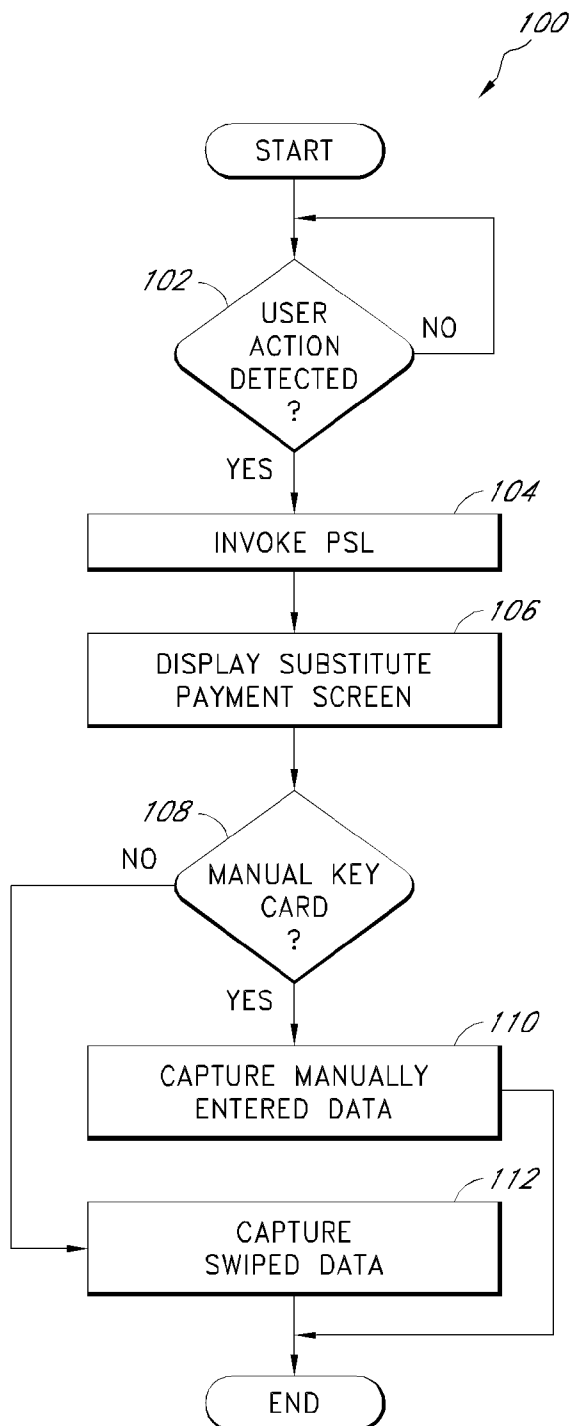 100
START
102
USER
ACTION
DETECTED
?
NO
YES
104
INVOKE PSL
106
DISPLAY SUBSTITUTE
PAYMENT SCREEN
108
NO
MANUAL KEY
CARD
?
YES
110
CAPTURE MANUALLY
ENTERED DATA
112
CAPTURE
SWIPED DATA
END